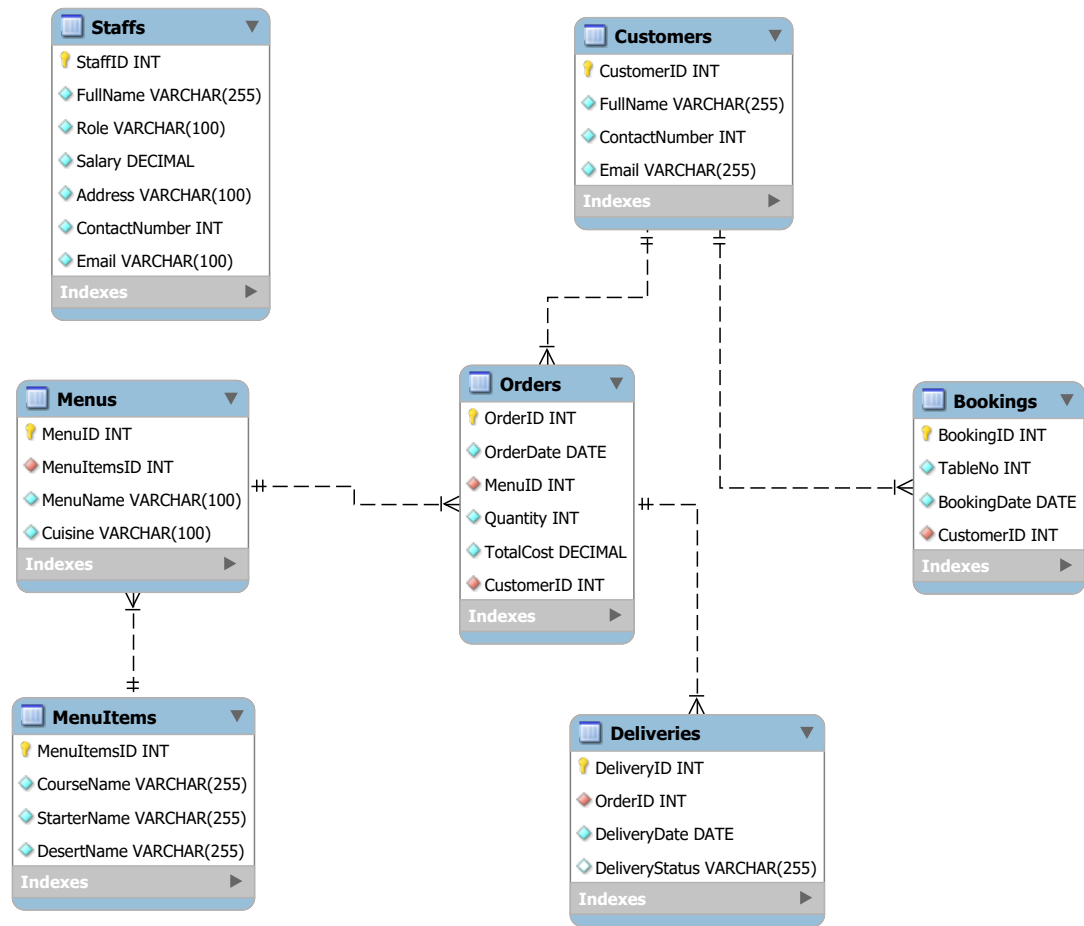 Staffs
StaffID INT
FullName VARCHAR(255)
Role VARCHAR(100)
Salary DECIMAL
Address VARCHAR(100)
ContactNumber INT
Email VARCHAR(100)
Indexes
Customers
CustomerID INT
FullName VARCHAR(255)
ContactNumber INT
Email VARCHAR(255)
Indexes
Menus
MenuID INT
MenuItemsID INT
MenuName VARCHAR(100)
Cuisine VARCHAR(100)
Indexes
Orders
OrderID INT
OrderDate DATE
MenuID INT
Quantity INT
TotalCost DECIMAL
CustomerID INT
Indexes
Bookings
BookingID INT
TableNo INT
BookingDate DATE
CustomerID INT
Indexes
MenuItems
MenuItemsID INT
CourseName VARCHAR(255)
StarterName VARCHAR(255)
DesertName VARCHAR(255)
Indexes
Deliveries
DeliveryID INT
OrderID INT
DeliveryDate DATE
DeliveryStatus VARCHAR(255)
Indexes